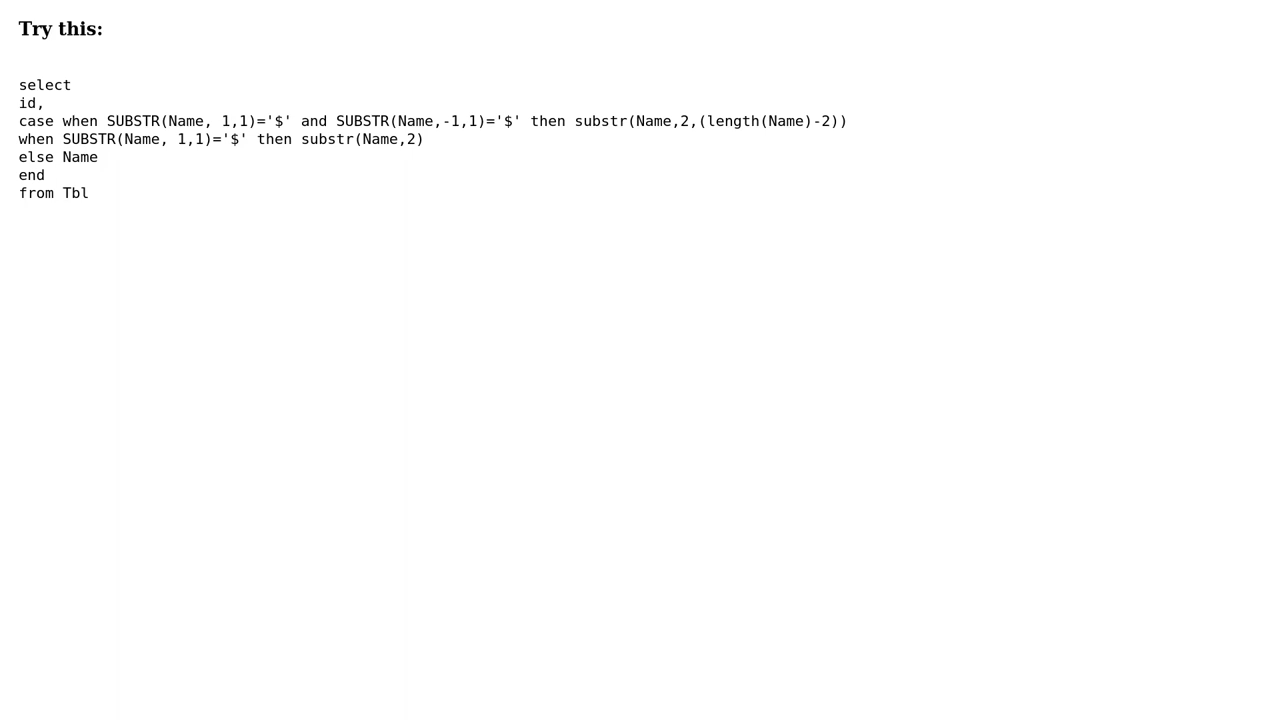 Try this:
select
id,
case when SUBSTR(Name, 1,1)='$' and SUBSTR(Name,-1,1)='$' then substr(Name,2,(length(Name)-2))
when SUBSTR(Name, 1,1)='$' then substr(Name,2)
else Name
end
from Tbl